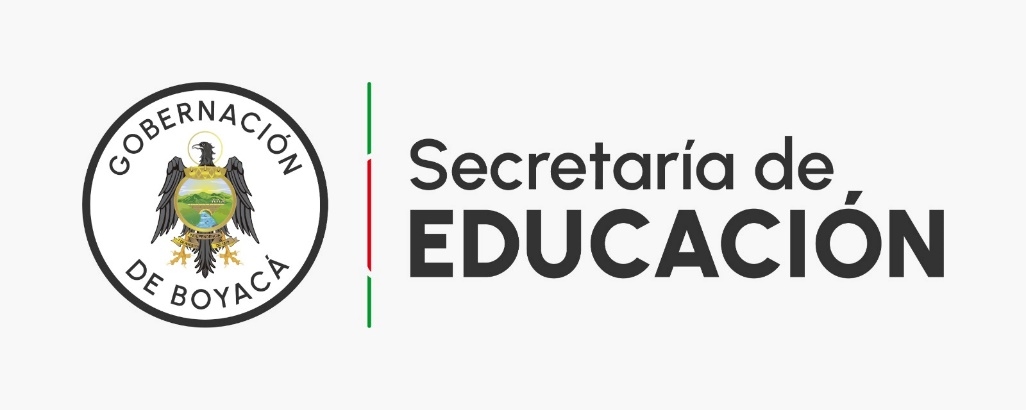 GOBERNACIÓN
DE BOYACÁ
Secretaría de
EDUCACIÓN